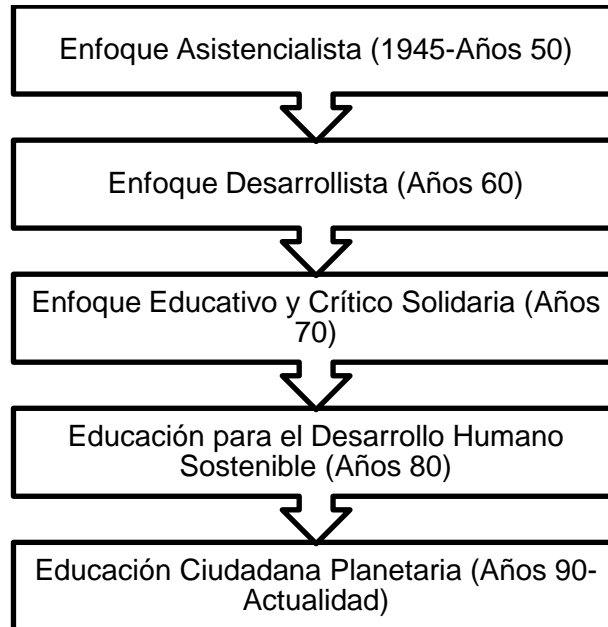 Enfoque Asistencialista (1945-Años 50)
Enfoque Desarrollista (Años 60)
Enfoque Educativo y Crítico Solidaria (Años
70)
Educación para el Desarrollo Humano
Sostenible (Años 80)
Educación Ciudadana Planetaria (Años 90-
Actualidad)